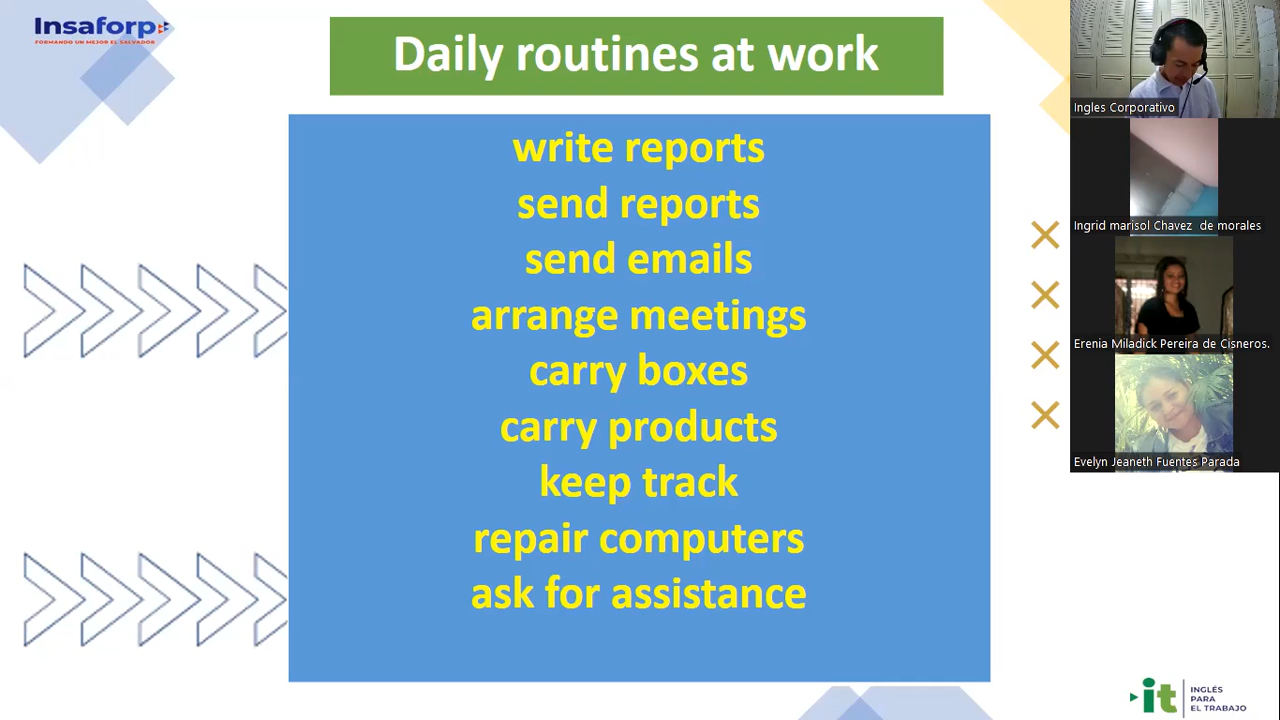 Insaforp
FORMANDO UN MEJOR EL SALVADOR
Daily routines at work
write reports
send reports
send emails
arrange meetings
carry boxes
carry products
keep track
repair computers
ask for assistance
Ingles Corporativo
Ingrid marisol Chavez de morales
Erenia Miladick Pereira de Cisneros.
Evelyn Jeaneth Fuentes Parada
it
INGLÉS
PARA
EL TRABAJO